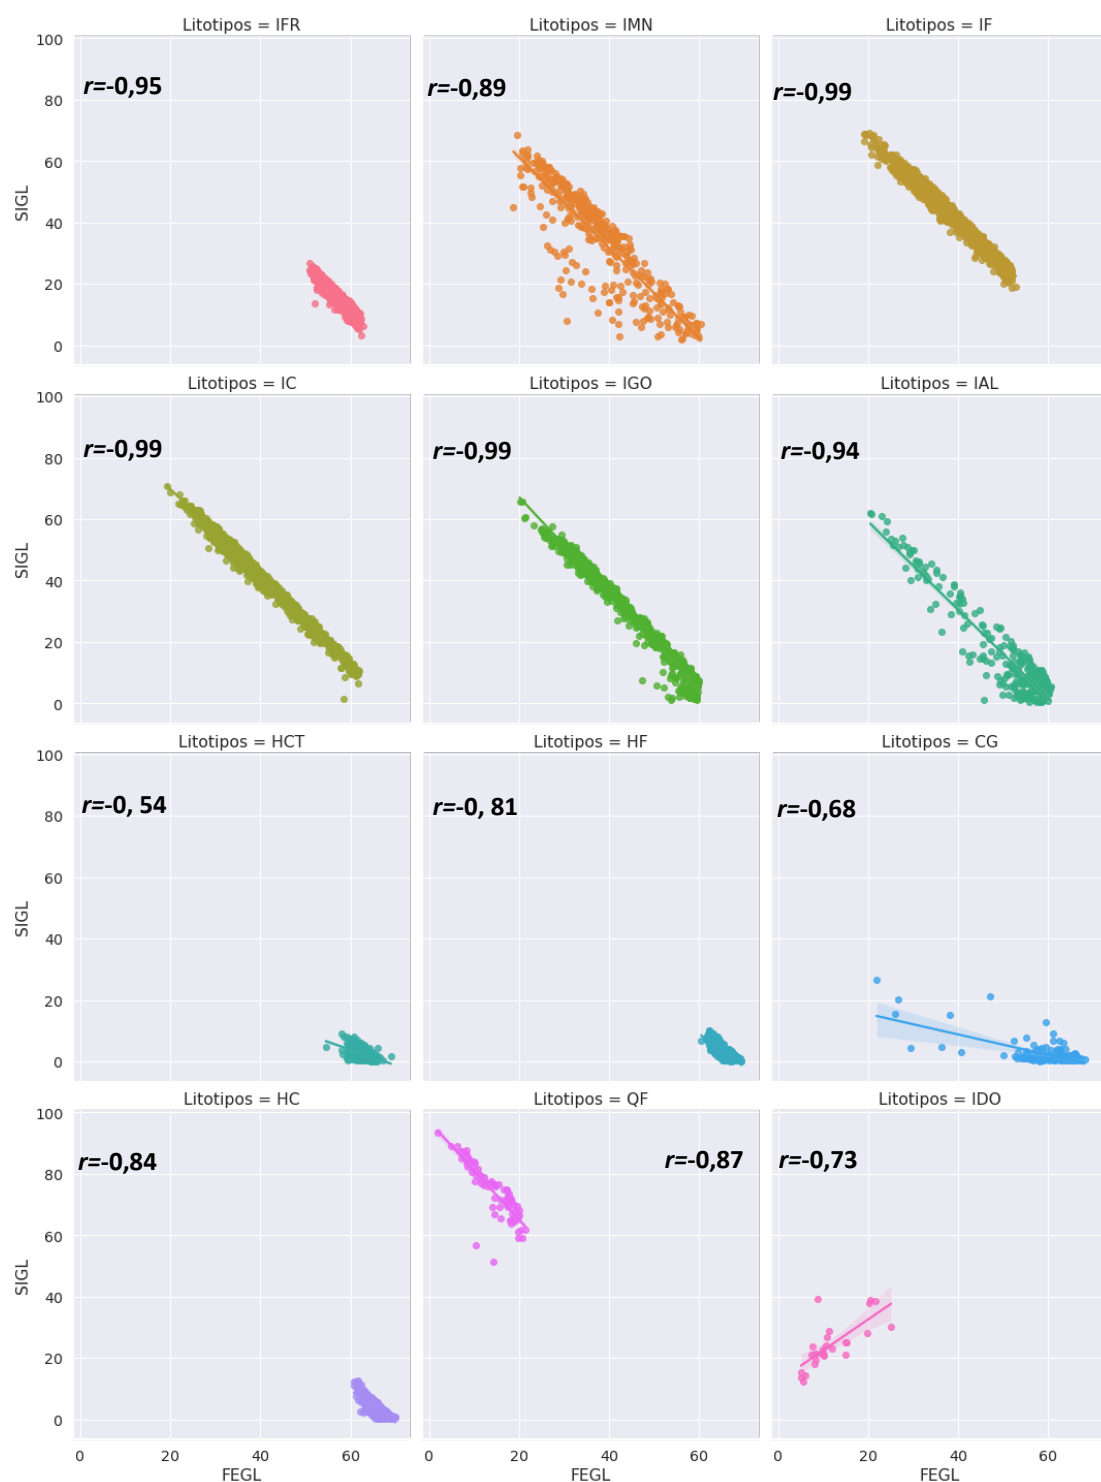 Litotipos = IFR
Litotipos = IMN
Litotipos = IF
100
80
60
40
20
0
SIGL
r=-0,95
r=-0,89
r=-0,99
Litotipos = IC
Litotipos = IGO
Litotipos = IAL
100
80
60
40
20
0
SIGL
r=-0,99
r=-0,99
r=-0,94
Litotipos = HCT
Litotipos = HF
Litotipos = CG
100
80
60
40
20
0
SIGL
r=-0, 54
r=-0, 81
r=-0,68
Litotipos = HC
Litotipos = QF
Litotipos = IDO
100
80
60
40
20
0
SIGL
r=-0,84
r=-0,87
r=-0,73
0 20 40 60
0 20 40 60
0 20 40 60
FEGL
FEGL
FEGL